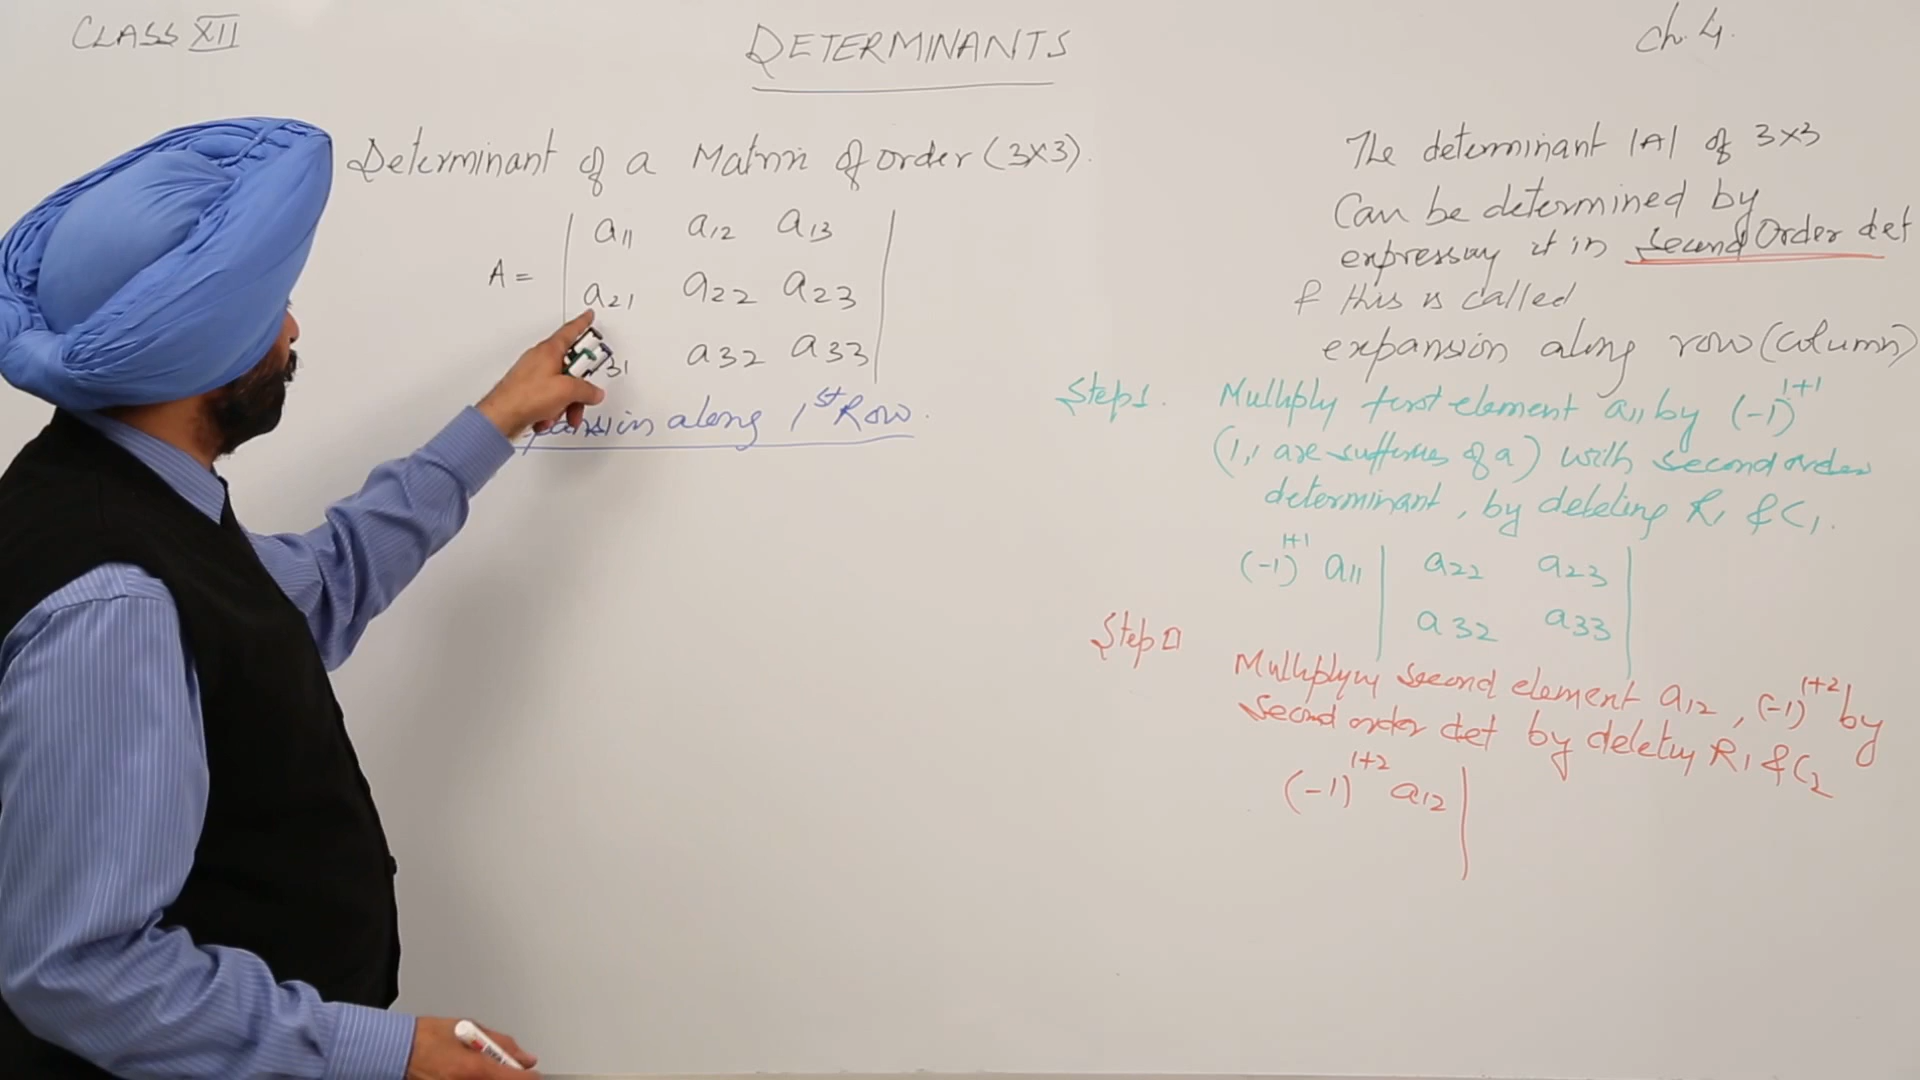 CLASS XII
DETERMINANTS
Ch. 4.
Determinant of a Matrix of order (3x3).
A =
a11 a12 a13
a21 a22 a23
31 a32 a33
pansion along 1st Row.
The determinant |A| of 3x3
Can be determined by
expressing it in Second Order det
& this is called
expansion along row (column)
Step 1. Multiply first element a11 by (-1)^1+1
(1,1 are suffixes of a) with second order
determinant, by deleting R1 & C1.
(-1)^1+1 a11 | a22 a23 |
| a32 a33 |
Step II
Multiplying second element a12, (-1)^1+2 by
Second order det by deleting R1 & C2
(-1)^1+2 a12 |